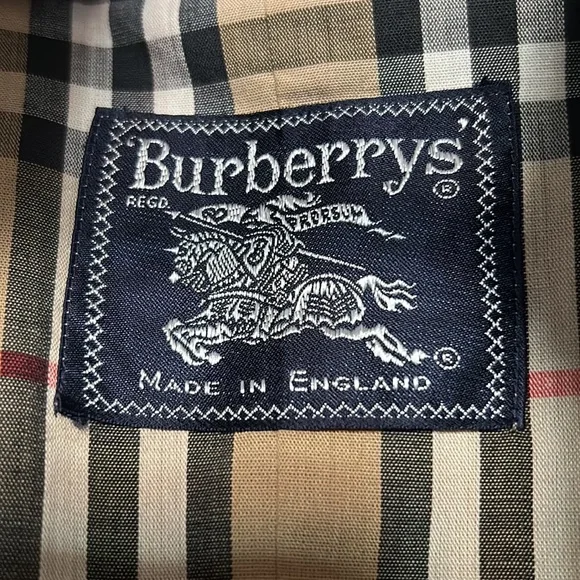 'Burberrys'®
REGD.
PRORSUM
®
MADE IN ENGLAND